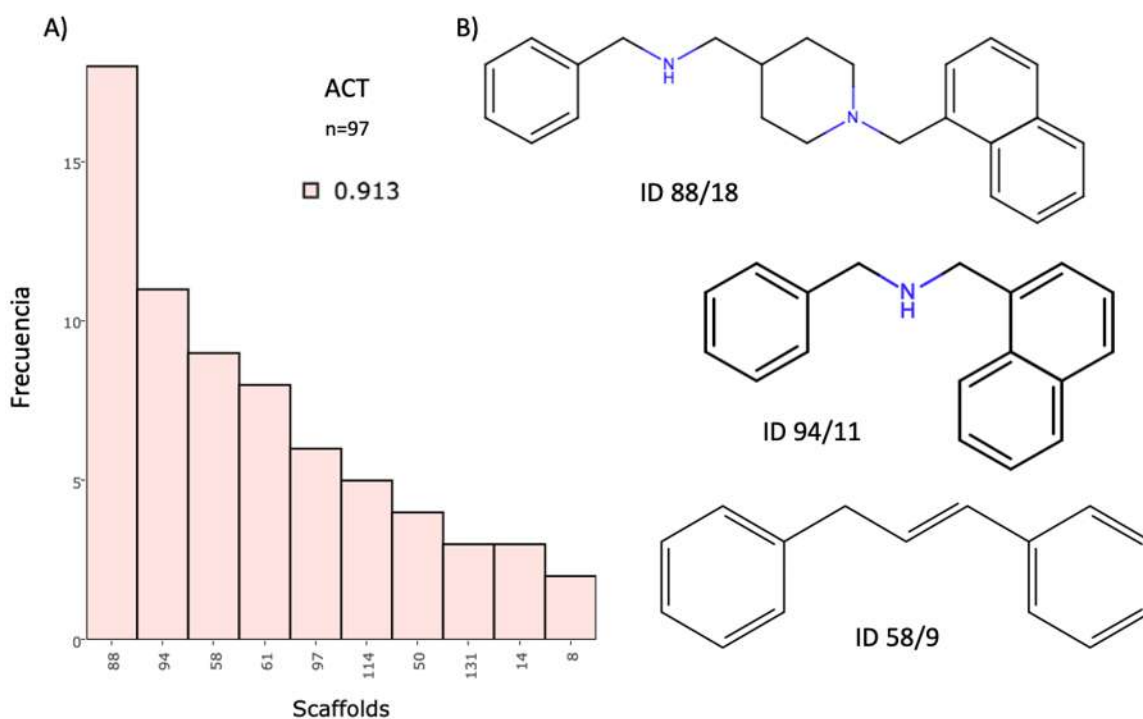 A)
ACT
n=97
0.913
15
10
5
0
Frecuencia
88 94 58 61 97 114 50 131 14 8
Scaffolds
B)
N
H
N
ID 88/18
N
H
ID 94/11
ID 58/9